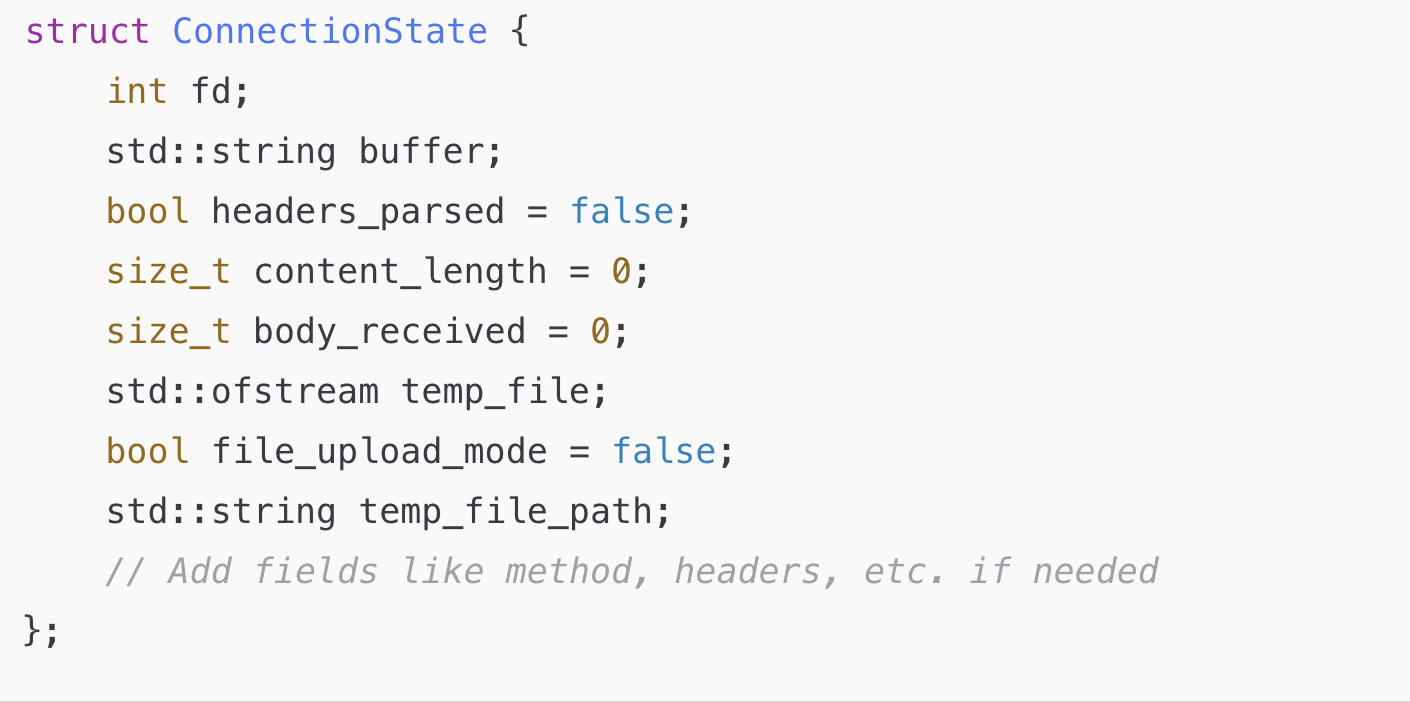 struct ConnectionState {
    int fd;
    std::string buffer;
    bool headers_parsed = false;
    size_t content_length = 0;
    size_t body_received = 0;
    std::ofstream temp_file;
    bool file_upload_mode = false;
    std::string temp_file_path;
    // Add fields like method, headers, etc. if needed
};